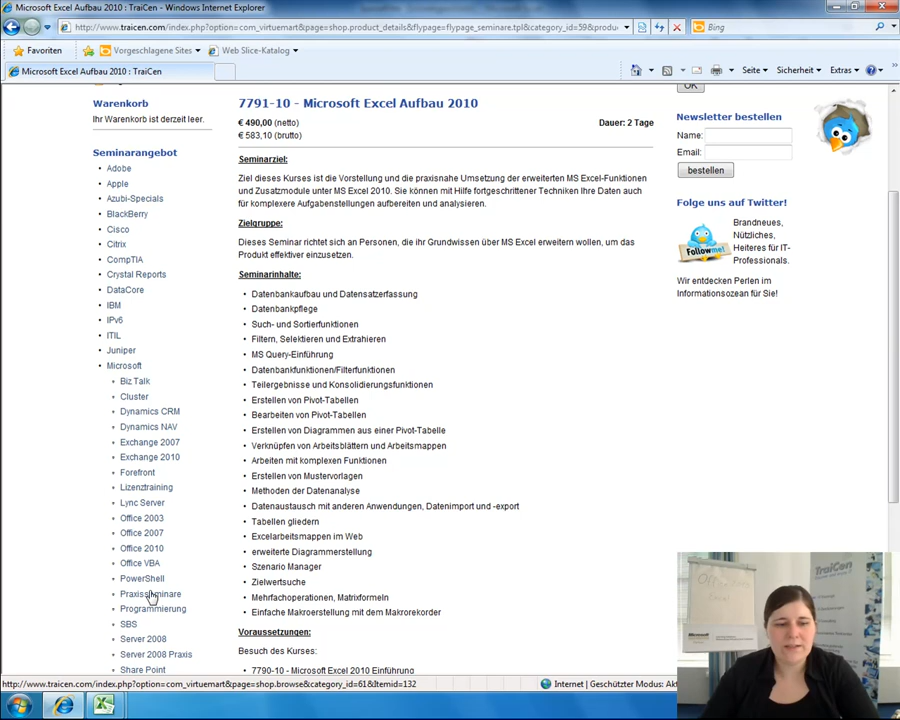 Microsoft Excel Aufbau 2010 : TraiCen - Windows Internet Explorer
http://www.traicen.com/index.php?option=com_virtuemart&page=shop.product_details&flypage=flypage_seminare.tpl&category_id=59&produ
Bing
Favoriten
Vorgeschlagene Sites
Web Slice-Katalog
Microsoft Excel Aufbau 2010 : TraiCen
Seite
Sicherheit
Extras
Warenkorb
Ihr Warenkorb ist derzeit leer.
Seminarangebot
Adobe
Apple
Azubi-Specials
BlackBerry
Cisco
Citrix
CompTIA
Crystal Reports
DataCore
IBM
IPv6
ITIL
Juniper
Microsoft
Biz Talk
Cluster
Dynamics CRM
Dynamics NAV
Exchange 2007
Exchange 2010
Forefront
Lizenztraining
Lync Server
Office 2003
Office 2007
Office 2010
Office VBA
PowerShell
Praxisseminare
Programmierung
SBS
Server 2008
Server 2008 Praxis
Share Point
7791-10 - Microsoft Excel Aufbau 2010
€ 490,00 (netto)
€ 583,10 (brutto)
Dauer: 2 Tage
Seminarziel:
Ziel dieses Kurses ist die Vorstellung und die praxisnahe Umsetzung der erweiterten MS Excel-Funktionen
und Zusatzmodule unter MS Excel 2010. Sie können mit Hilfe fortgeschrittener Techniken Ihre Daten auch
für komplexere Aufgabenstellungen aufbereiten und analysieren.
Zielgruppe:
Dieses Seminar richtet sich an Personen, die ihr Grundwissen über MS Excel erweitern wollen, um das
Produkt effektiver einzusetzen.
Seminarinhalte:
Datenbankaufbau und Datensatzerfassung
Datenbankpflege
Such- und Sortierfunktionen
Filtern, Selektieren und Extrahieren
MS Query-Einführung
Datenbankfunktionen/Filterfunktionen
Teilergebnisse und Konsolidierungsfunktionen
Erstellen von Pivot-Tabellen
Bearbeiten von Pivot-Tabellen
Erstellen von Diagrammen aus einer Pivot-Tabelle
Verknüpfen von Arbeitsblättern und Arbeitsmappen
Arbeiten mit komplexen Funktionen
Erstellen von Mustervorlagen
Methoden der Datenanalyse
Datenaustausch mit anderen Anwendungen, Datenimport und -export
Tabellen gliedern
Excelarbeitsmappen im Web
erweiterte Diagrammerstellung
Szenario Manager
Zielwertsuche
Mehrfachoperationen, Matrixformeln
Einfache Makroerstellung mit dem Makrorekorder
Voraussetzungen:
Besuch des Kurses:
7790-10 - Microsoft Excel 2010 Einführung
OK
Newsletter bestellen
Name:
Email:
bestellen
Folge uns auf Twitter!
Follow me!
Brandneues,
Nützliches,
Heiteres für IT-
Professionals.
Wir entdecken Perlen im
Informationsozean für Sie!
TraiCen
Office
Excel
http://www.traicen.com/index.php?option=com_virtuemart&page=shop.browse&category_id=61&Itemid=132
Internet | Geschützter Modus: Akt